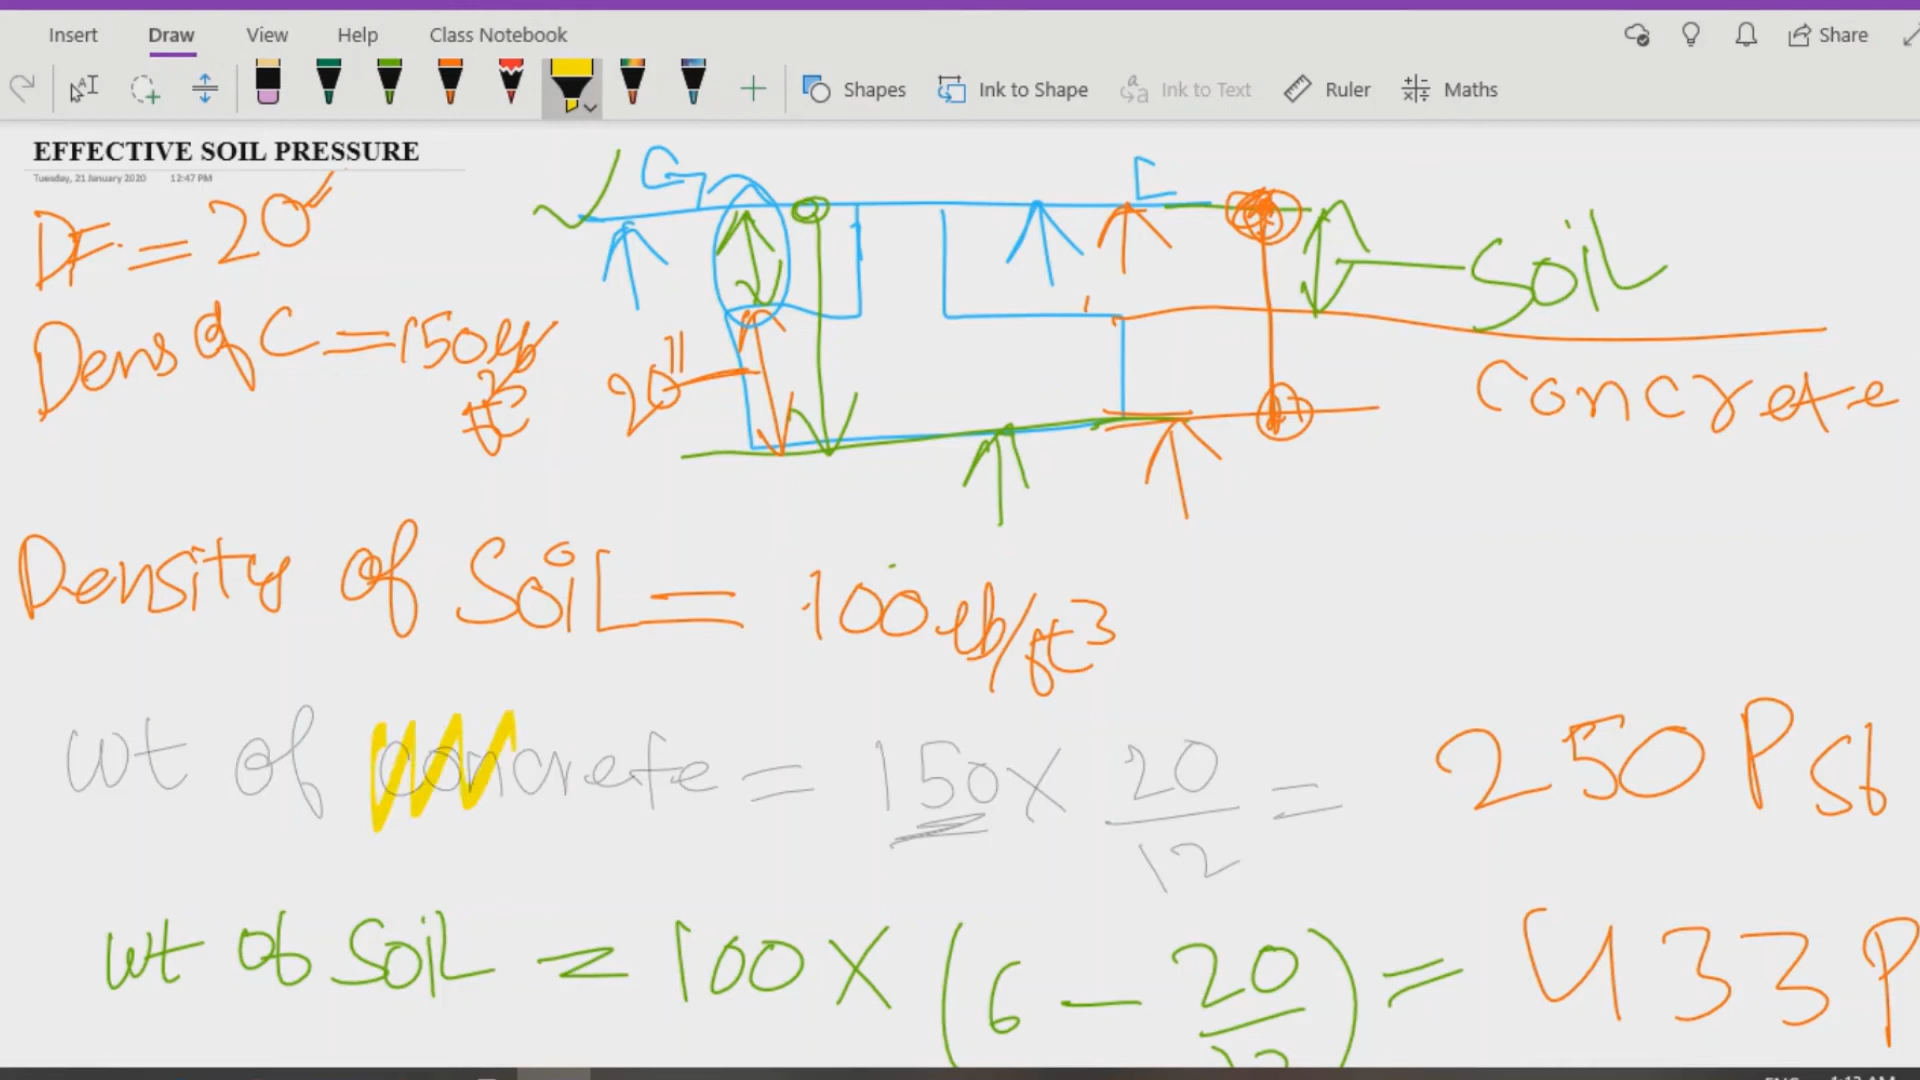 Insert Draw View Help Class Notebook Share
Shapes Ink to Shape Ink to Text Ruler Maths
EFFECTIVE SOIL PRESSURE
Tuesday, 21 January 2020 12:47 PM
DF = 20
Dens of C = 150 lb
ft3
20"
Soil
Concrete
Density of Soil = 100 lb/ft3
wt of concrete = 150 X 20/12 = 250 Psf
wt of Soil = 100 X (6 - 20/12) = 433 P